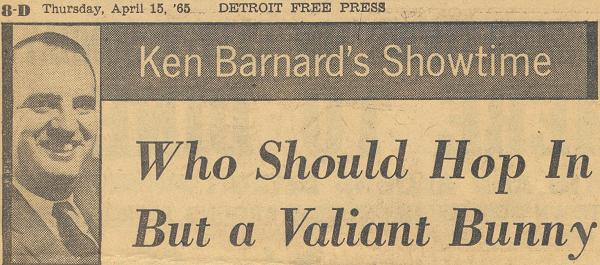 8-D Thursday, April 15, '65 DETROIT FREE PRESS
Ken Barnard's Showtime
Who Should Hop In
But a Valiant Bunny